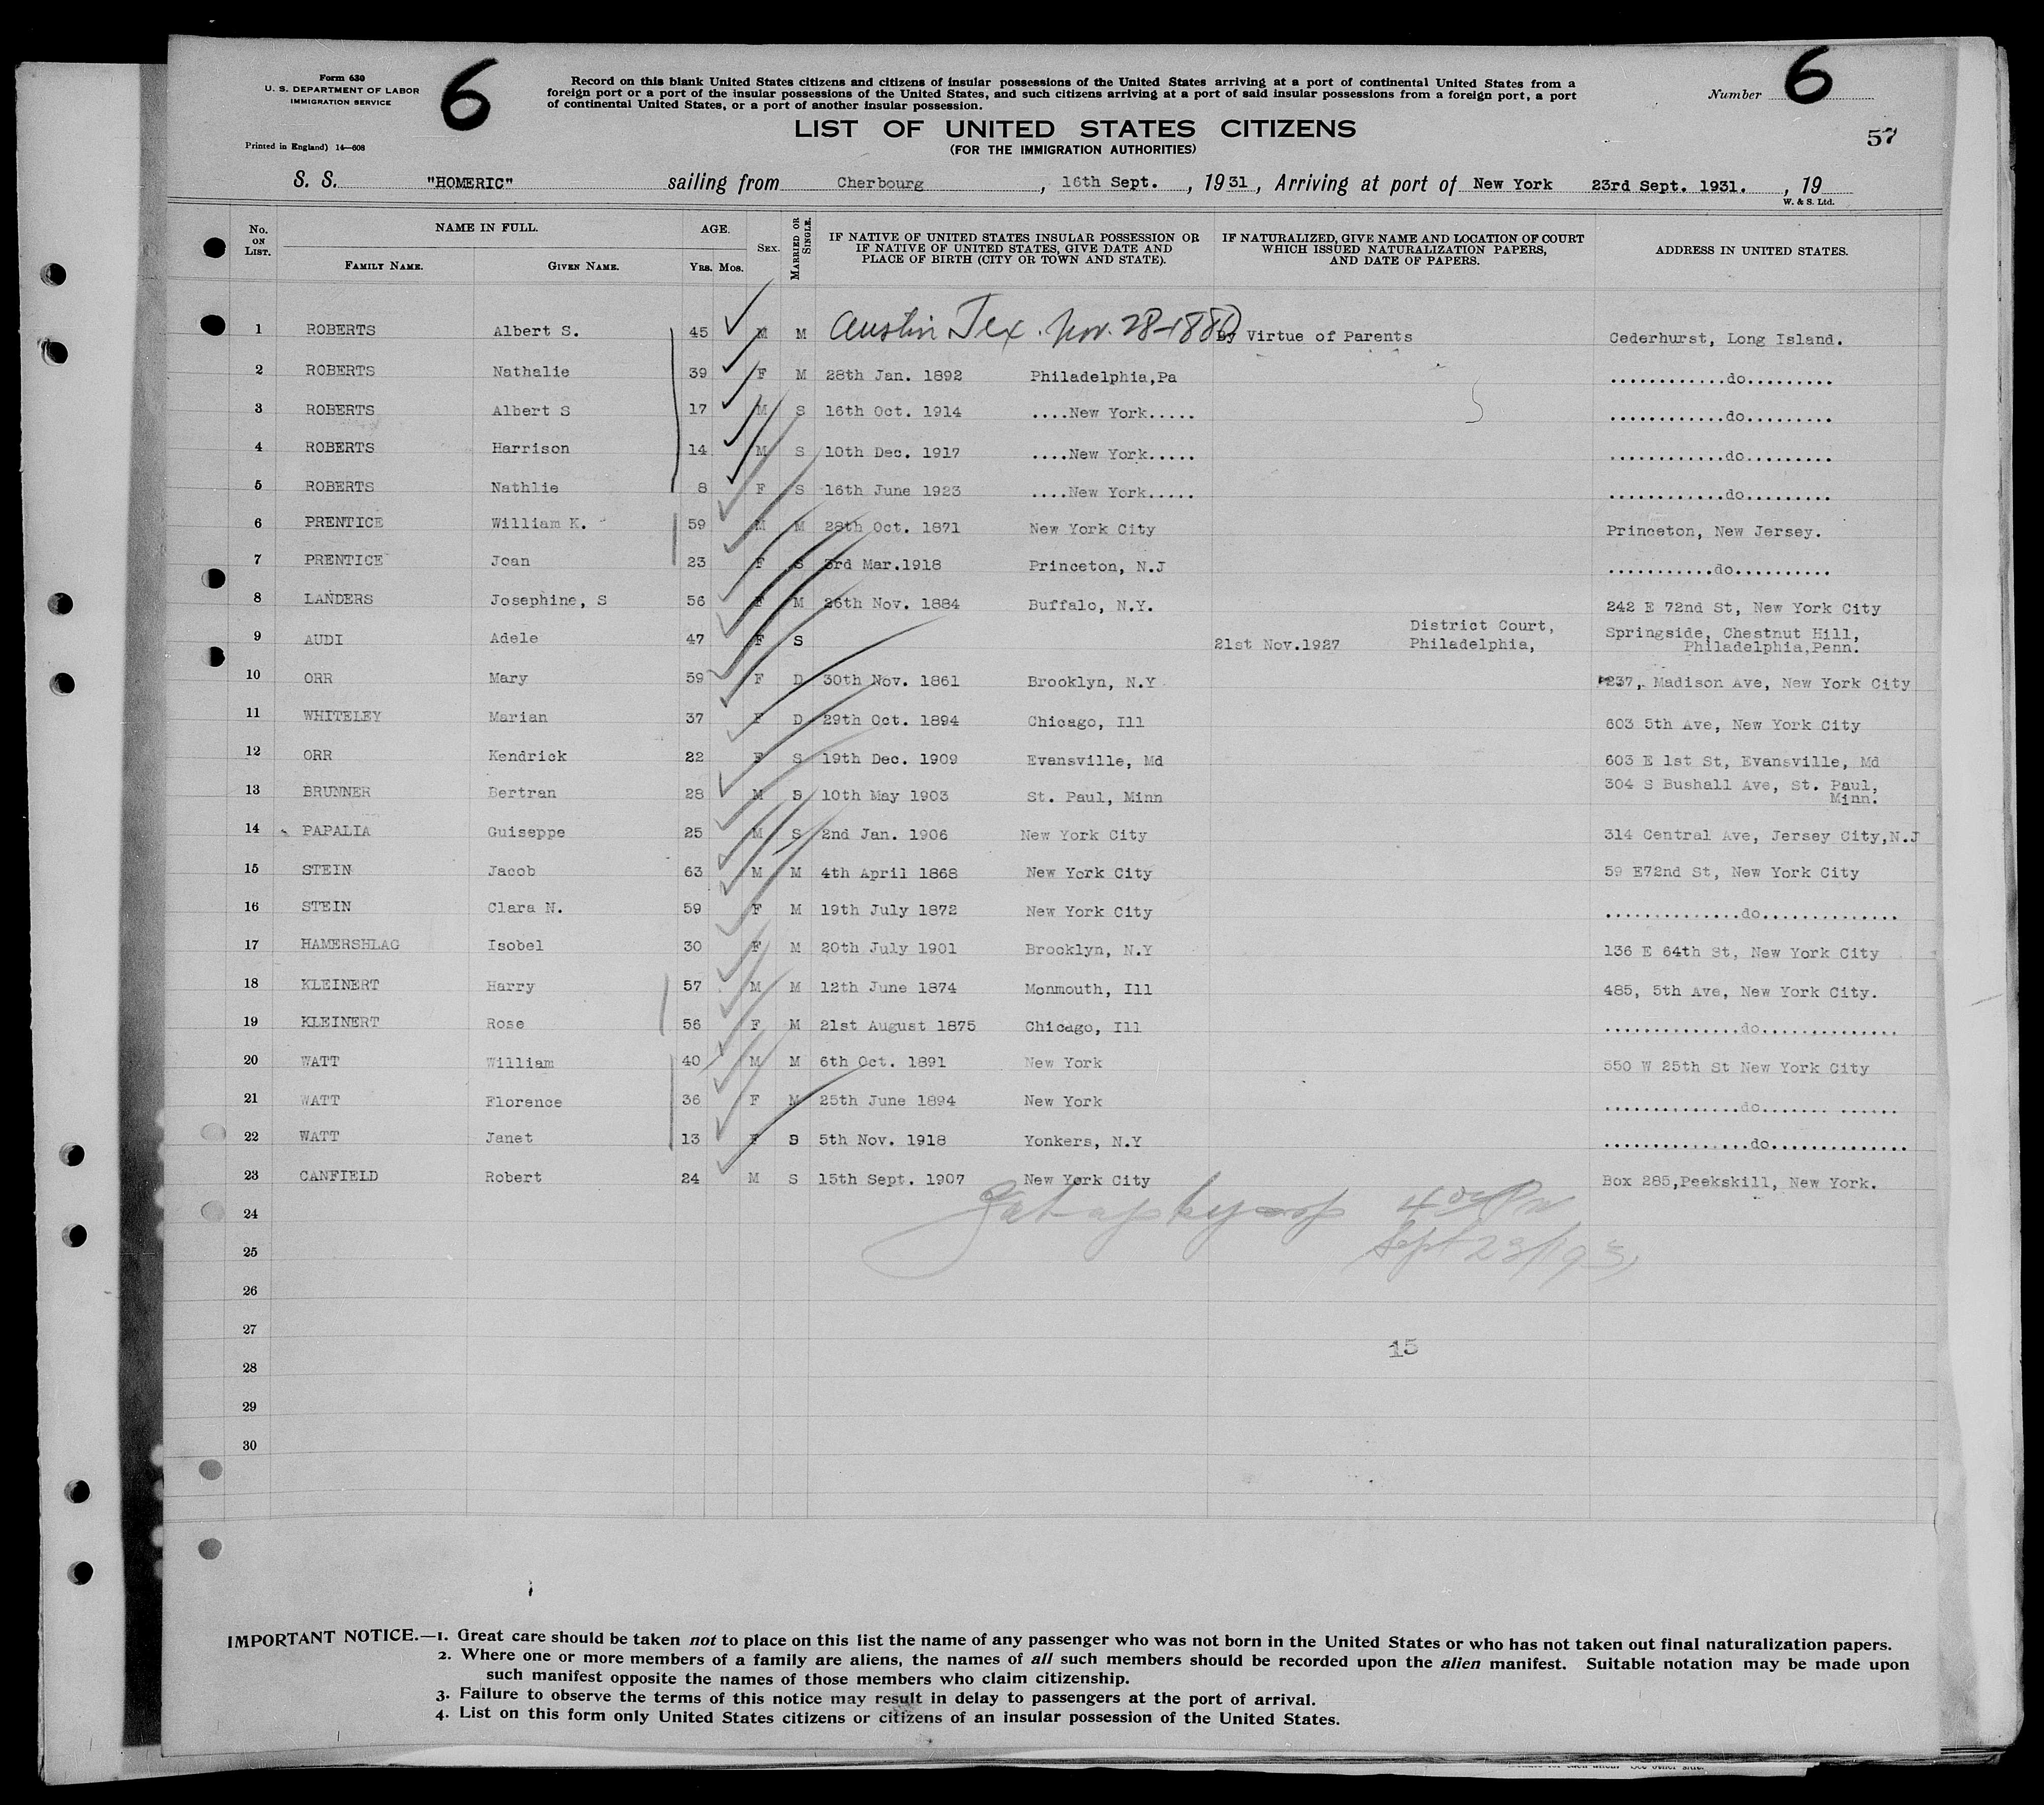 Form 630
U. S. DEPARTMENT OF LABOR
IMMIGRATION SERVICE
Printed in England) 14—608
6
Record on this blank United States citizens and citizens of insular possessions of the United States arriving at a port of continental United States from a
foreign port or a port of the insular possessions of the United States, and such citizens arriving at a port of said insular possessions from a foreign port, a port
of continental United States, or a port of another insular possession.
Number 6
LIST OF UNITED STATES CITIZENS
(FOR THE IMMIGRATION AUTHORITIES)
57
S. S. "HOMERIC" sailing from Cherbourg, 16th Sept., 1931, Arriving at port of New York 23rd Sept. 1931., 19
W. & S. Ltd.
No. ON LIST. NAME IN FULL. FAMILY NAME. GIVEN NAME. AGE. YRS. MOS. SEX. MARRIED OR SINGLE. IF NATIVE OF UNITED STATES INSULAR POSSESSION OR IF NATIVE OF UNITED STATES, GIVE DATE AND PLACE OF BIRTH (CITY OR TOWN AND STATE). IF NATURALIZED, GIVE NAME AND LOCATION OF COURT WHICH ISSUED NATURALIZATION PAPERS, AND DATE OF PAPERS. ADDRESS IN UNITED STATES.
1 ROBERTS Albert S. 45 M M Austin Tex. Nov. 28-188 By Virtue of Parents Cederhurst, Long Island.
2 ROBERTS Nathalie 39 F M 28th Jan. 1892 Philadelphia,Pa ............do.........
3 ROBERTS Albert S 17 M S 16th Oct. 1914 ....New York..... ............do.........
4 ROBERTS Harrison 14 M S 10th Dec. 1917 ....New York..... ............do.........
5 ROBERTS Nathlie 8 F S 16th June 1923 ....New York..... ............do.........
6 PRENTICE William K. 59 M M 28th Oct. 1871 New York City Princeton, New Jersey.
7 PRENTICE Joan 23 F S 3rd Mar.1918 Princeton, N.J ...........do..........
8 LANDERS Josephine, S 56 F M 26th Nov. 1884 Buffalo, N.Y. 242 E 72nd St, New York City
9 AUDI Adele 47 F S 21st Nov.1927 District Court, Philadelphia, Springside, Chestnut Hill, Philadelphia,Penn.
10 ORR Mary 59 F D 30th Nov. 1861 Brooklyn, N.Y 237, Madison Ave, New York City
11 WHITELEY Marian 37 F D 29th Oct. 1894 Chicago, Ill 603 5th Ave, New York City
12 ORR Kendrick 22 F S 19th Dec. 1909 Evansville, Md 603 E 1st St, Evansville, Md
13 BRUNNER Bertran 28 M S 10th May 1903 St. Paul, Minn 304 S Bushall Ave, St. Paul, Minn.
14 PAPALIA Guiseppe 25 M S 2nd Jan. 1906 New York City 314 Central Ave, Jersey City,N.J
15 STEIN Jacob 63 M M 4th April 1868 New York City 59 E72nd St, New York City
16 STEIN Clara N. 59 F M 19th July 1872 New York City ..............do..............
17 HAMERSHLAG Isobel 30 F M 20th July 1901 Brooklyn, N.Y 136 E 64th St, New York City
18 KLEINERT Harry 57 M M 12th June 1874 Monmouth, Ill 485, 5th Ave, New York City.
19 KLEINERT Rose 56 F M 21st August 1875 Chicago, Ill ..............do..............
20 WATT William 40 M M 6th Oct. 1891 New York 550 W 25th St New York City
21 WATT Florence 36 F M 25th June 1894 New York ..............do....... ......
22 WATT Janet 13 F S 5th Nov. 1918 Yonkers, N.Y ...............do...............
23 CANFIELD Robert 24 M S 15th Sept. 1907 New York City Box 285,Peekskill, New York.
24
Sept 23/193
25
26
27
15
28
29
30
IMPORTANT NOTICE.—1. Great care should be taken not to place on this list the name of any passenger who was not born in the United States or who has not taken out final naturalization papers.
2. Where one or more members of a family are aliens, the names of all such members should be recorded upon the alien manifest. Suitable notation may be made upon
such manifest opposite the names of those members who claim citizenship.
3. Failure to observe the terms of this notice may result in delay to passengers at the port of arrival.
4. List on this form only United States citizens or citizens of an insular possession of the United States.